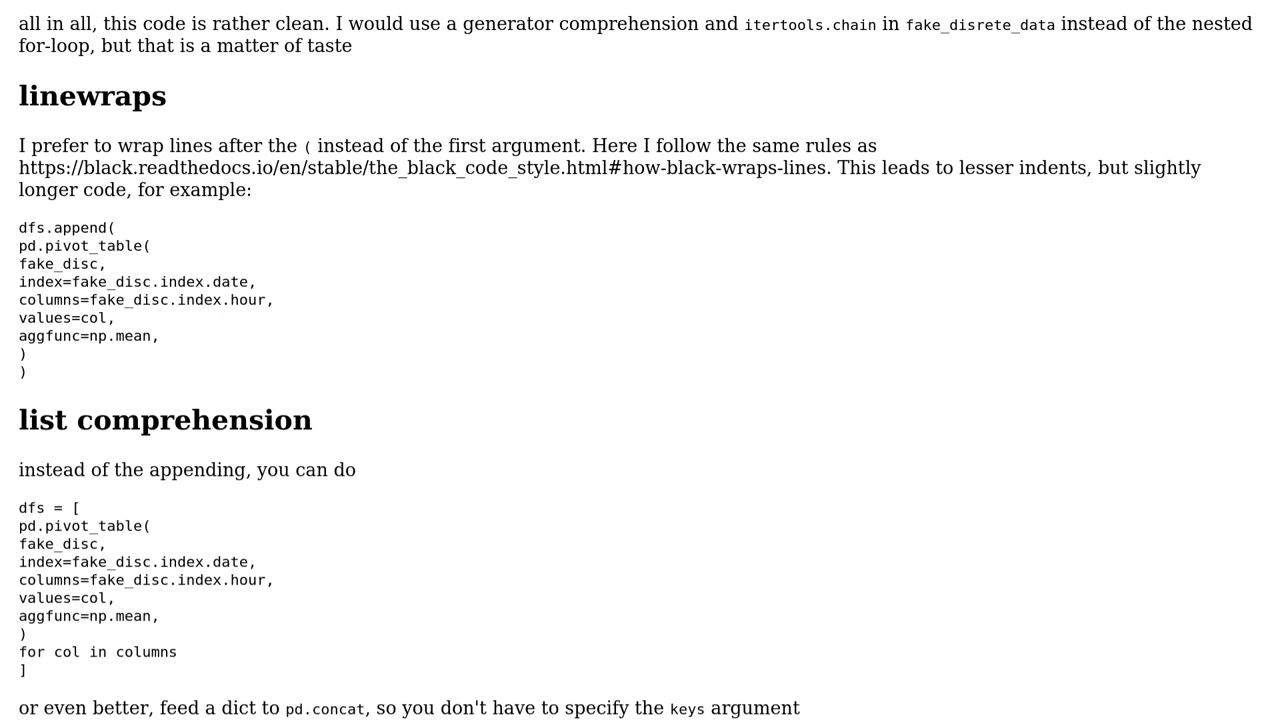 all in all, this code is rather clean. I would use a generator comprehension and itertools.chain in fake_disrete_data instead of the nested
for-loop, but that is a matter of taste
linewraps
I prefer to wrap lines after the ( instead of the first argument. Here I follow the same rules as
https://black.readthedocs.io/en/stable/the_black_code_style.html#how-black-wraps-lines. This leads to lesser indents, but slightly
longer code, for example:
dfs.append(
pd.pivot_table(
fake_disc,
index=fake_disc.index.date,
columns=fake_disc.index.hour,
values=col,
aggfunc=np.mean,
)
)
list comprehension
instead of the appending, you can do
dfs = [
pd.pivot_table(
fake_disc,
index=fake_disc.index.date,
columns=fake_disc.index.hour,
values=col,
aggfunc=np.mean,
)
for col in columns
]
or even better, feed a dict to pd.concat, so you don't have to specify the keys argument